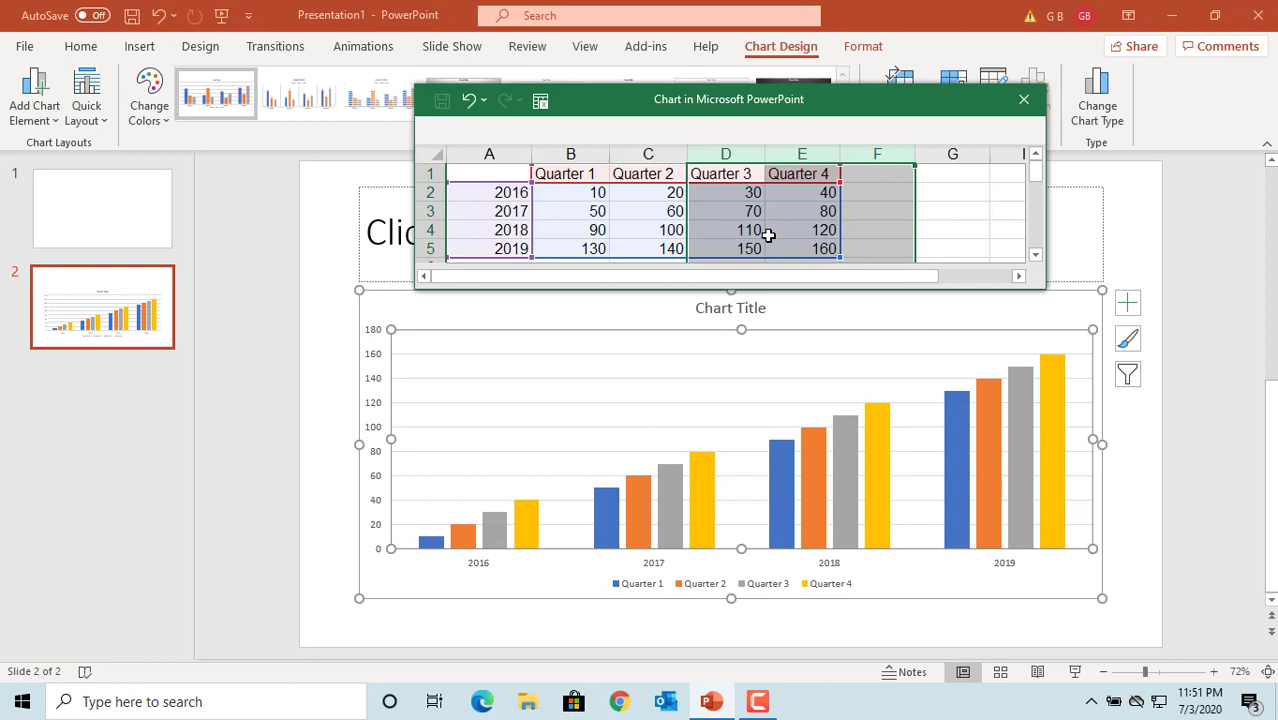 AutoSave Off Presentation1 - PowerPoint Search G B GB
File Home Insert Design Transitions Animations Slide Show Review View Add-ins Help Chart Design Format Share Comments
Add Chart Element
Quick Layout
Change Colors
Change Chart Type
Chart Layouts
Type
Chart in Microsoft PowerPoint
A B C D E F G I
1 Quarter 1 Quarter 2 Quarter 3 Quarter 4
2 2016 10 20 30 40
3 2017 50 60 70 80
4 2018 90 100 110 120
5 2019 130 140 150 160
1
2
Chart Title
180
160
140
120
100
80
60
40
20
0
2016 2017 2018 2019
Quarter 1 Quarter 2 Quarter 3 Quarter 4
Slide 2 of 2 Notes 72%
Type here to search
11:51 PM
7/3/2020
3